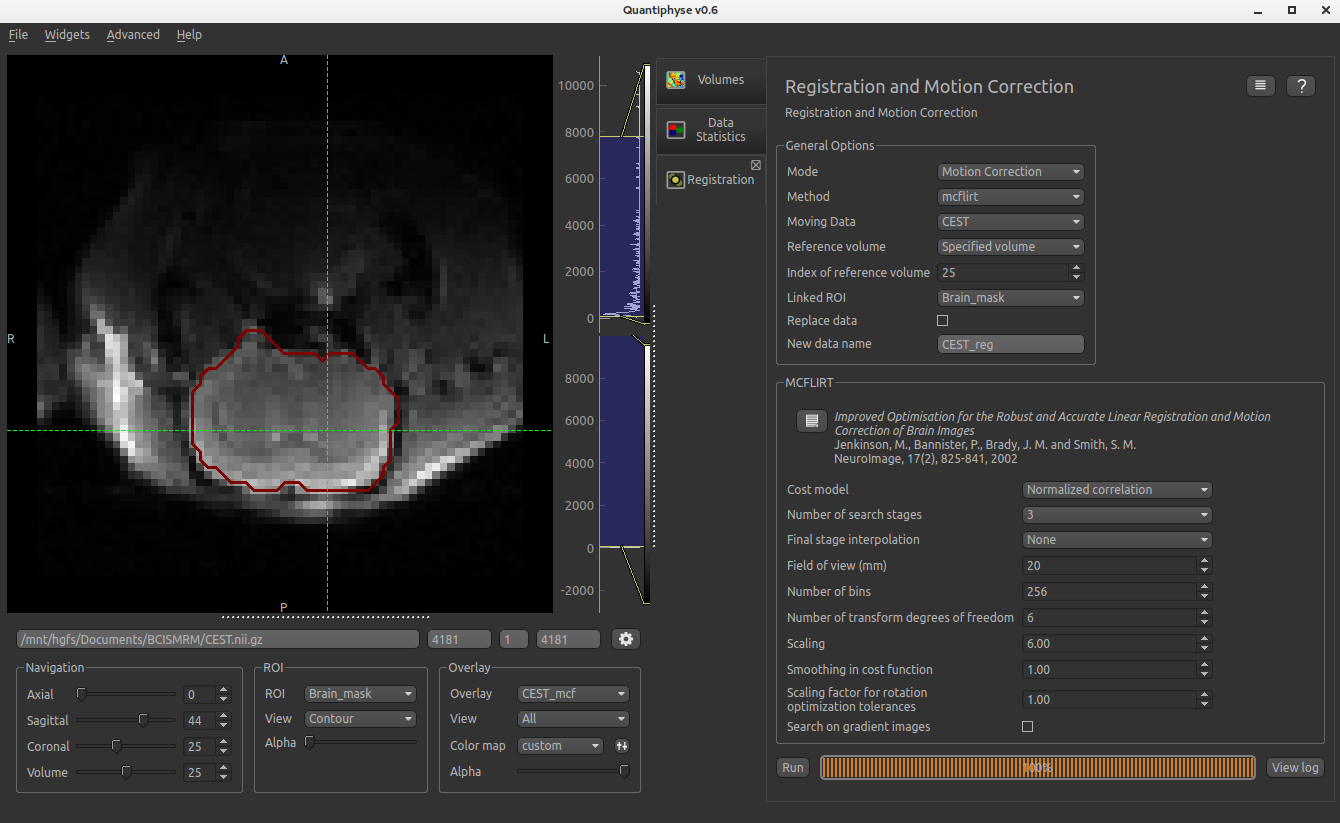 Quantiphyse v0.6
File Widgets Advanced Help
A
R
L
P
10000
8000
6000
4000
2000
0
8000
6000
4000
2000
0
-2000
Volumes
Data
Statistics
Registration
Registration and Motion Correction
?
Registration and Motion Correction
General Options
Mode Motion Correction
Method mcflirt
Moving Data CEST
Reference volume Specified volume
Index of reference volume 25
Linked ROI Brain_mask
Replace data
New data name CEST_reg
MCFLIRT
Improved Optimisation for the Robust and Accurate Linear Registration and Motion
Correction of Brain Images
Jenkinson, M., Bannister, P., Brady, J. M. and Smith, S. M.
NeuroImage, 17(2), 825-841, 2002
Cost model Normalized correlation
Number of search stages 3
Final stage interpolation None
Field of view (mm) 20
Number of bins 256
Number of transform degrees of freedom 6
Scaling 6.00
Smoothing in cost function 1.00
Scaling factor for rotation
optimization tolerances 1.00
Search on gradient images
Run 100% View log
/mnt/hgfs/Documents/BCISMRM/CEST.nii.gz 4181 1 4181
Navigation
Axial 0
Sagittal 44
Coronal 25
Volume 25
ROI
ROI Brain_mask
View Contour
Alpha
Overlay
Overlay CEST_mcf
View All
Color map custom
Alpha